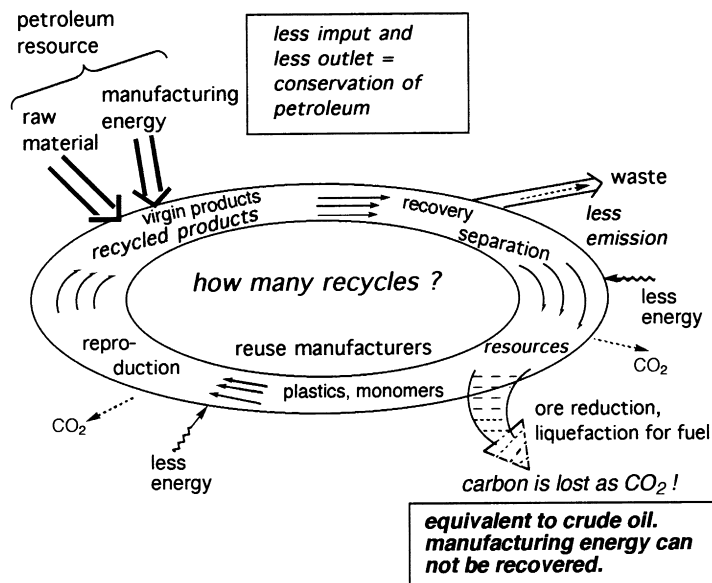 petroleum
resource
less imput and
less outlet =
conservation of
petroleum
manufacturing
energy
raw
material
waste
virgin products
recycled products
recovery
less
emission
separation
how many recycles ?
less
energy
repro-
duction
reuse manufacturers
resources
CO2
plastics, monomers
CO2
ore reduction,
liquefaction for fuel
less
energy
carbon is lost as CO2 !
equivalent to crude oil.
manufacturing energy can
not be recovered.